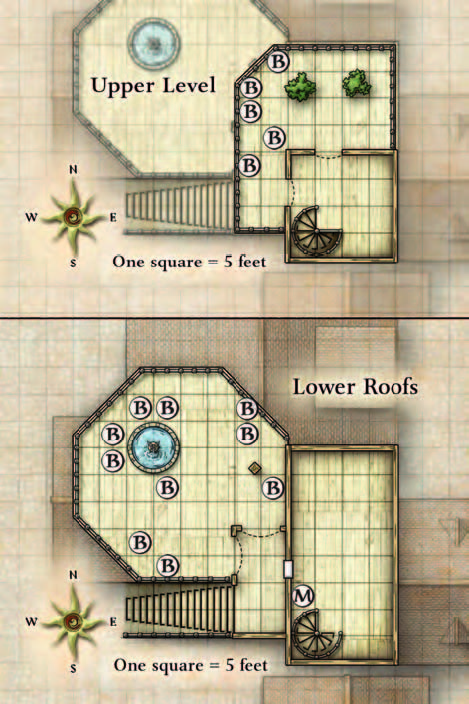 Upper Level
B
B
B
B
B
N
W E
S
One square = 5 feet
Lower Roofs
B B B
B B
B
B B
B
B
M
N
W E
S
One square = 5 feet